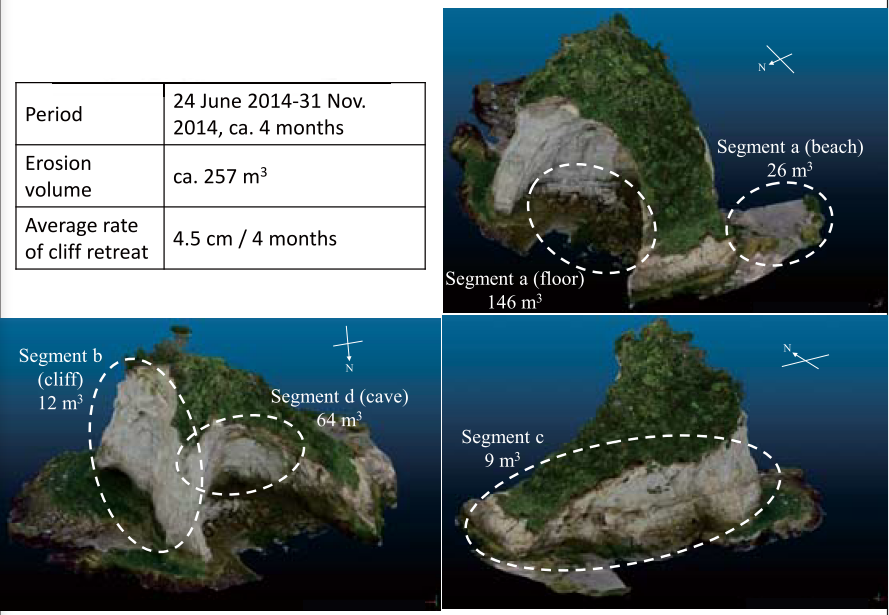 Period
24 June 2014-31 Nov.
2014, ca. 4 months
Erosion
volume
ca. 257 m³
Average rate
of cliff retreat
4.5 cm / 4 months
N
Segment a (beach)
26 m³
Segment a (floor)
146 m³
Segment b
(cliff)
12 m³
N
Segment d (cave)
64 m³
N
Segment c
9 m³